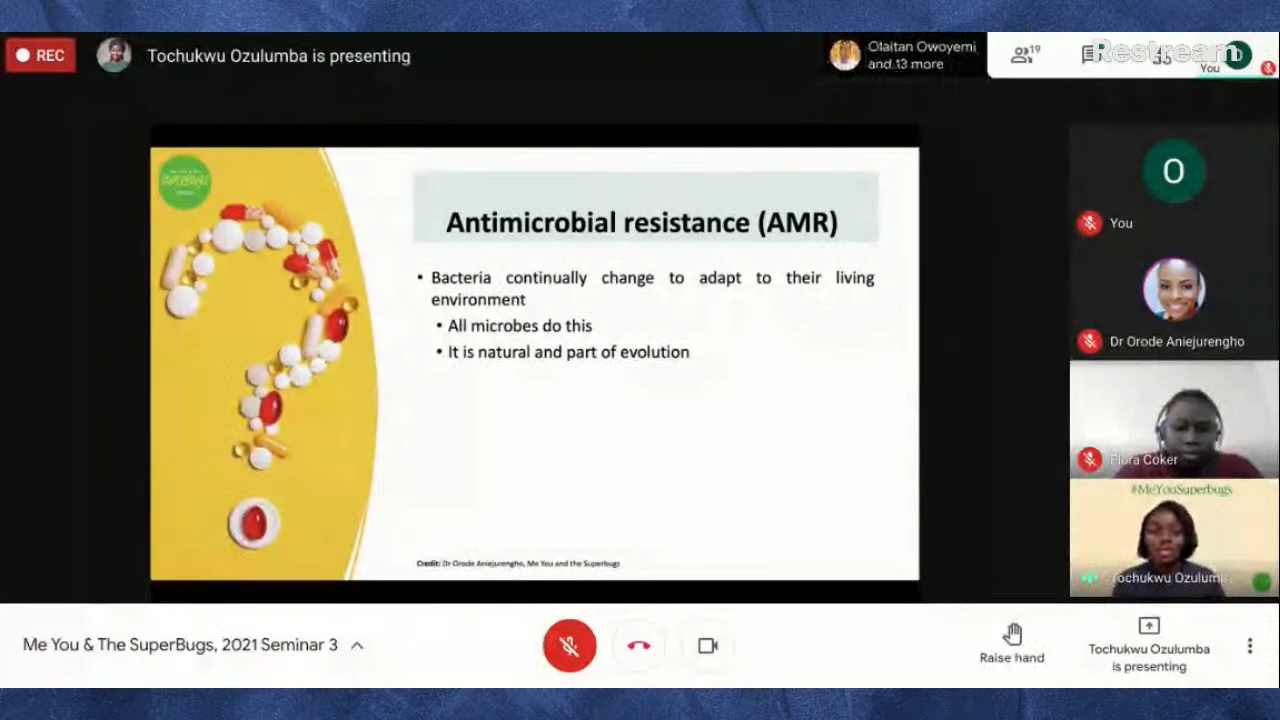 REC
Tochukwu Ozulumba is presenting
Olaitan Owoyemi
and 13 more
19
Restream
You
SUPERBUGS
Antimicrobial resistance (AMR)
• Bacteria continually change to adapt to their living
environment
• All microbes do this
• It is natural and part of evolution
Credit: Dr Orode Aniejurengho, Me You and the Superbugs
O
You
Dr Orode Aniejurengho
Flora Coker
#MeYouSuperbugs
Tochukwu Ozulumba
Me You & The SuperBugs, 2021 Seminar 3
Raise hand
Tochukwu Ozulumba
is presenting